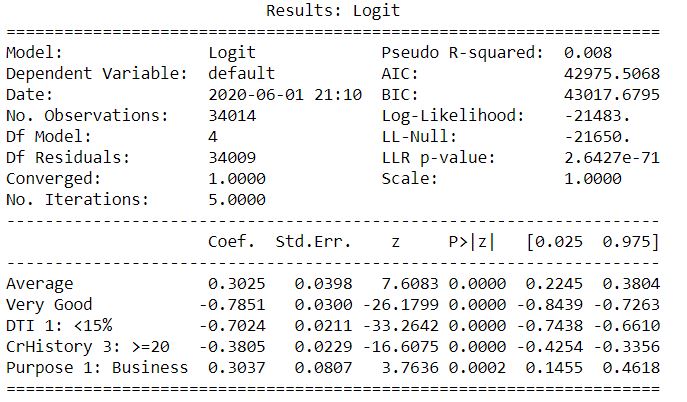 Results: Logit
=================================================================
Model: Logit Pseudo R-squared: 0.008
Dependent Variable: default AIC: 42975.5068
Date: 2020-06-01 21:10 BIC: 43017.6795
No. Observations: 34014 Log-Likelihood: -21483.
Df Model: 4 LL-Null: -21650.
Df Residuals: 34009 LLR p-value: 2.6427e-71
Converged: 1.0000 Scale: 1.0000
No. Iterations: 5.0000
-----------------------------------------------------------------
Coef. Std.Err. z P>|z| [0.025 0.975]
-----------------------------------------------------------------
Average 0.3025 0.0398 7.6083 0.0000 0.2245 0.3804
Very Good -0.7851 0.0300 -26.1799 0.0000 -0.8439 -0.7263
DTI 1: <15% -0.7024 0.0211 -33.2642 0.0000 -0.7438 -0.6610
CrHistory 3: >=20 -0.3805 0.0229 -16.6075 0.0000 -0.4254 -0.3356
Purpose 1: Business 0.3037 0.0807 3.7636 0.0002 0.1455 0.4618
=================================================================